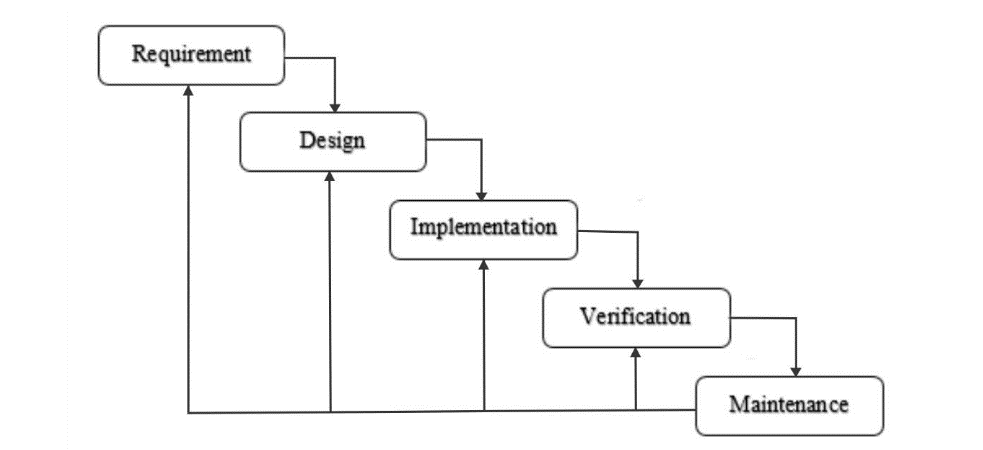 Requirement
Design
Implementation
Verification
Maintenance